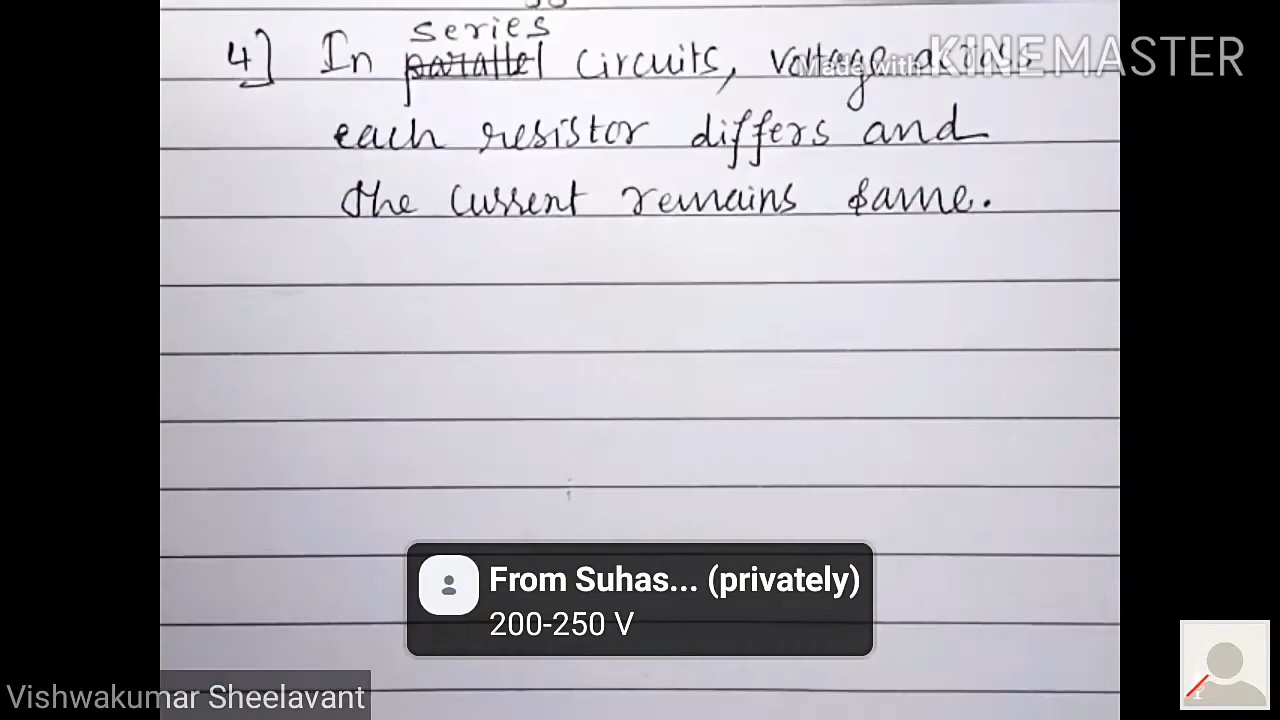 series
4] In parallel circuits, voltage across
Made with KINEMASTER
each resistor differs and
the current remains same.
From Suhas... (privately)
200-250 V
Vishwakumar Sheelavant